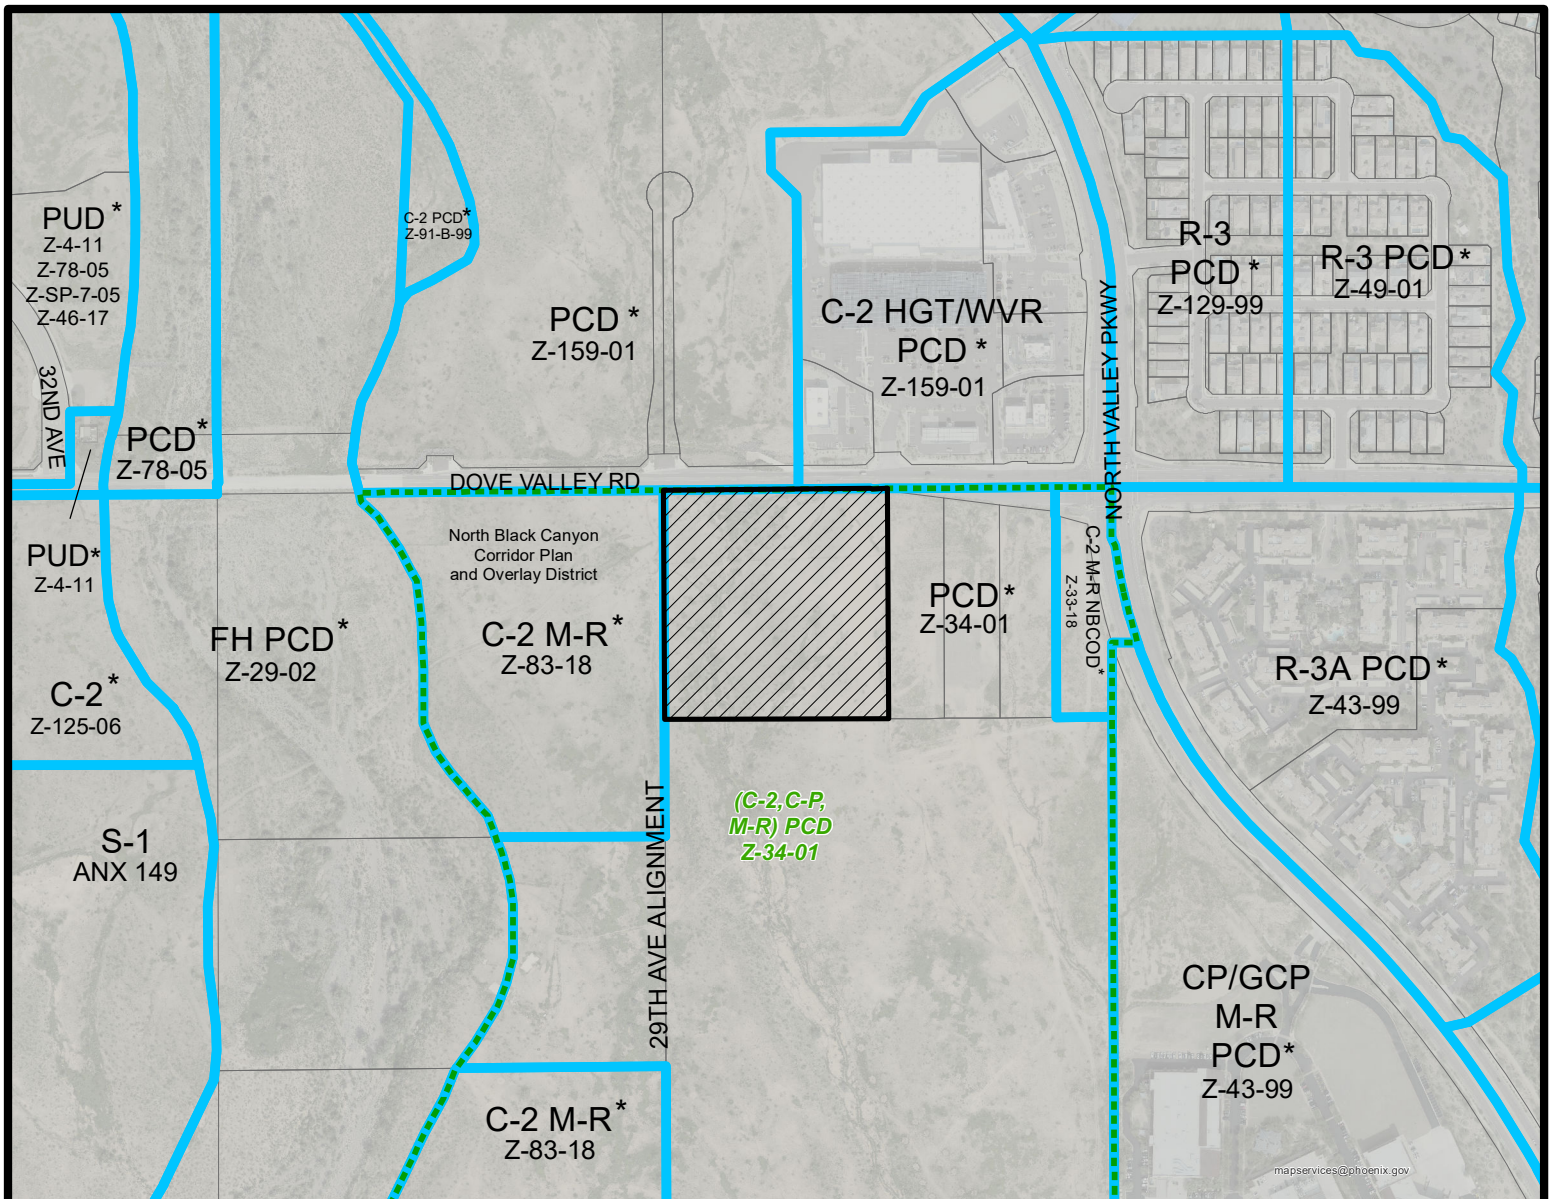 PUD *
Z-4-11
Z-78-05
Z-SP-7-05
Z-46-17
32ND AVE
PCD*
Z-78-05
PUD*
Z-4-11
C-2 *
Z-125-06
S-1
ANX 149
FH PCD*
Z-29-02
C-2 PCD*
Z-91-B-99
PCD *
Z-159-01
DOVE VALLEY RD
North Black Canyon
Corridor Plan
and Overlay District
C-2 M-R*
Z-83-18
29TH AVE ALIGNMENT
C-2 M-R*
Z-83-18
(C-2,C-P,
M-R) PCD
Z-34-01
C-2 HGT/WVR
PCD *
Z-159-01
NORTH VALLEY PKWY
R-3
PCD *
Z-129-99
R-3 PCD*
Z-49-01
PCD*
Z-34-01
C-2 M-R NBCOD*
Z-33-18
R-3A PCD*
Z-43-99
CP/GCP
M-R
PCD*
Z-43-99
mapservices@phoenix.gov